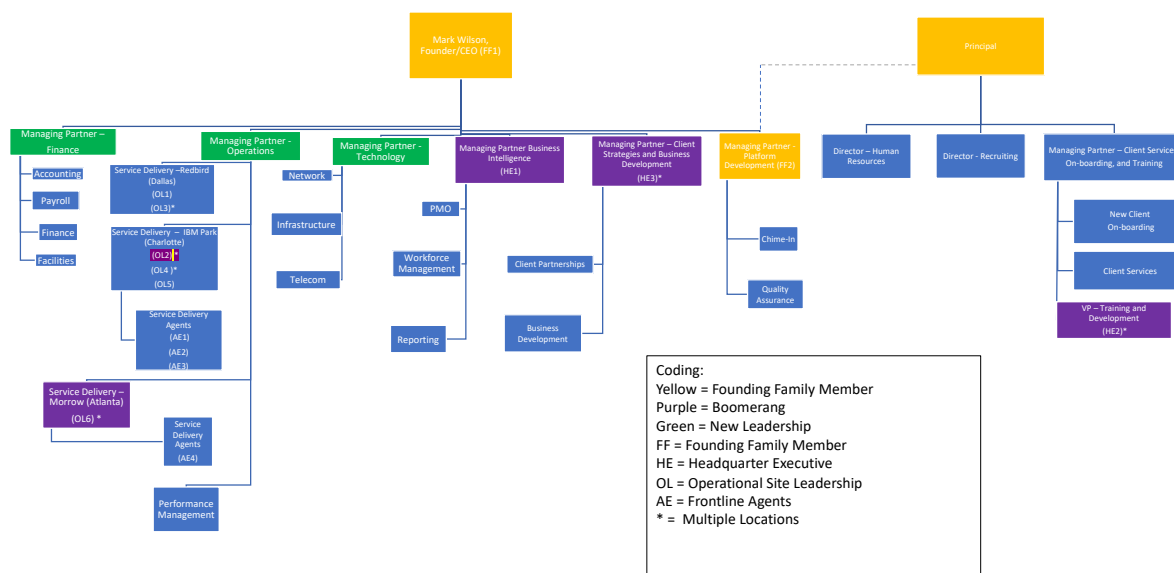 Mark Wilson,
Founder/CEO (FF1)
Principal
Managing Partner –
Finance
Accounting
Payroll
Finance
Facilities
Managing Partner -
Operations
Service Delivery –Redbird
(Dallas)
(OL1)
(OL3)*
Service Delivery – IBM Park
(Charlotte)
(OL2)*
(OL4 )*
(OL5)
Service Delivery
Agents
(AE1)
(AE2)
(AE3)
Service Delivery –
Morrow (Atlanta)
(OL6) *
Service
Delivery
Agents
(AE4)
Performance
Management
Managing Partner -
Technology
Network
Infrastructure
Telecom
Managing Partner Business
Intelligence
(HE1)
PMO
Workforce
Management
Reporting
Managing Partner – Client
Strategies and Business
Development
(HE3)*
Client Partnerships
Business
Development
Managing Partner -
Platform
Development (FF2)
Chime-In
Quality
Assurance
Director – Human
Resources
Director - Recruiting
Managing Partner – Client Service
On-boarding, and Training
New Client
On-boarding
Client Services
VP – Training and
Development
(HE2)*
Coding:
Yellow = Founding Family Member
Purple = Boomerang
Green = New Leadership
FF = Founding Family Member
HE = Headquarter Executive
OL = Operational Site Leadership
AE = Frontline Agents
* = Multiple Locations